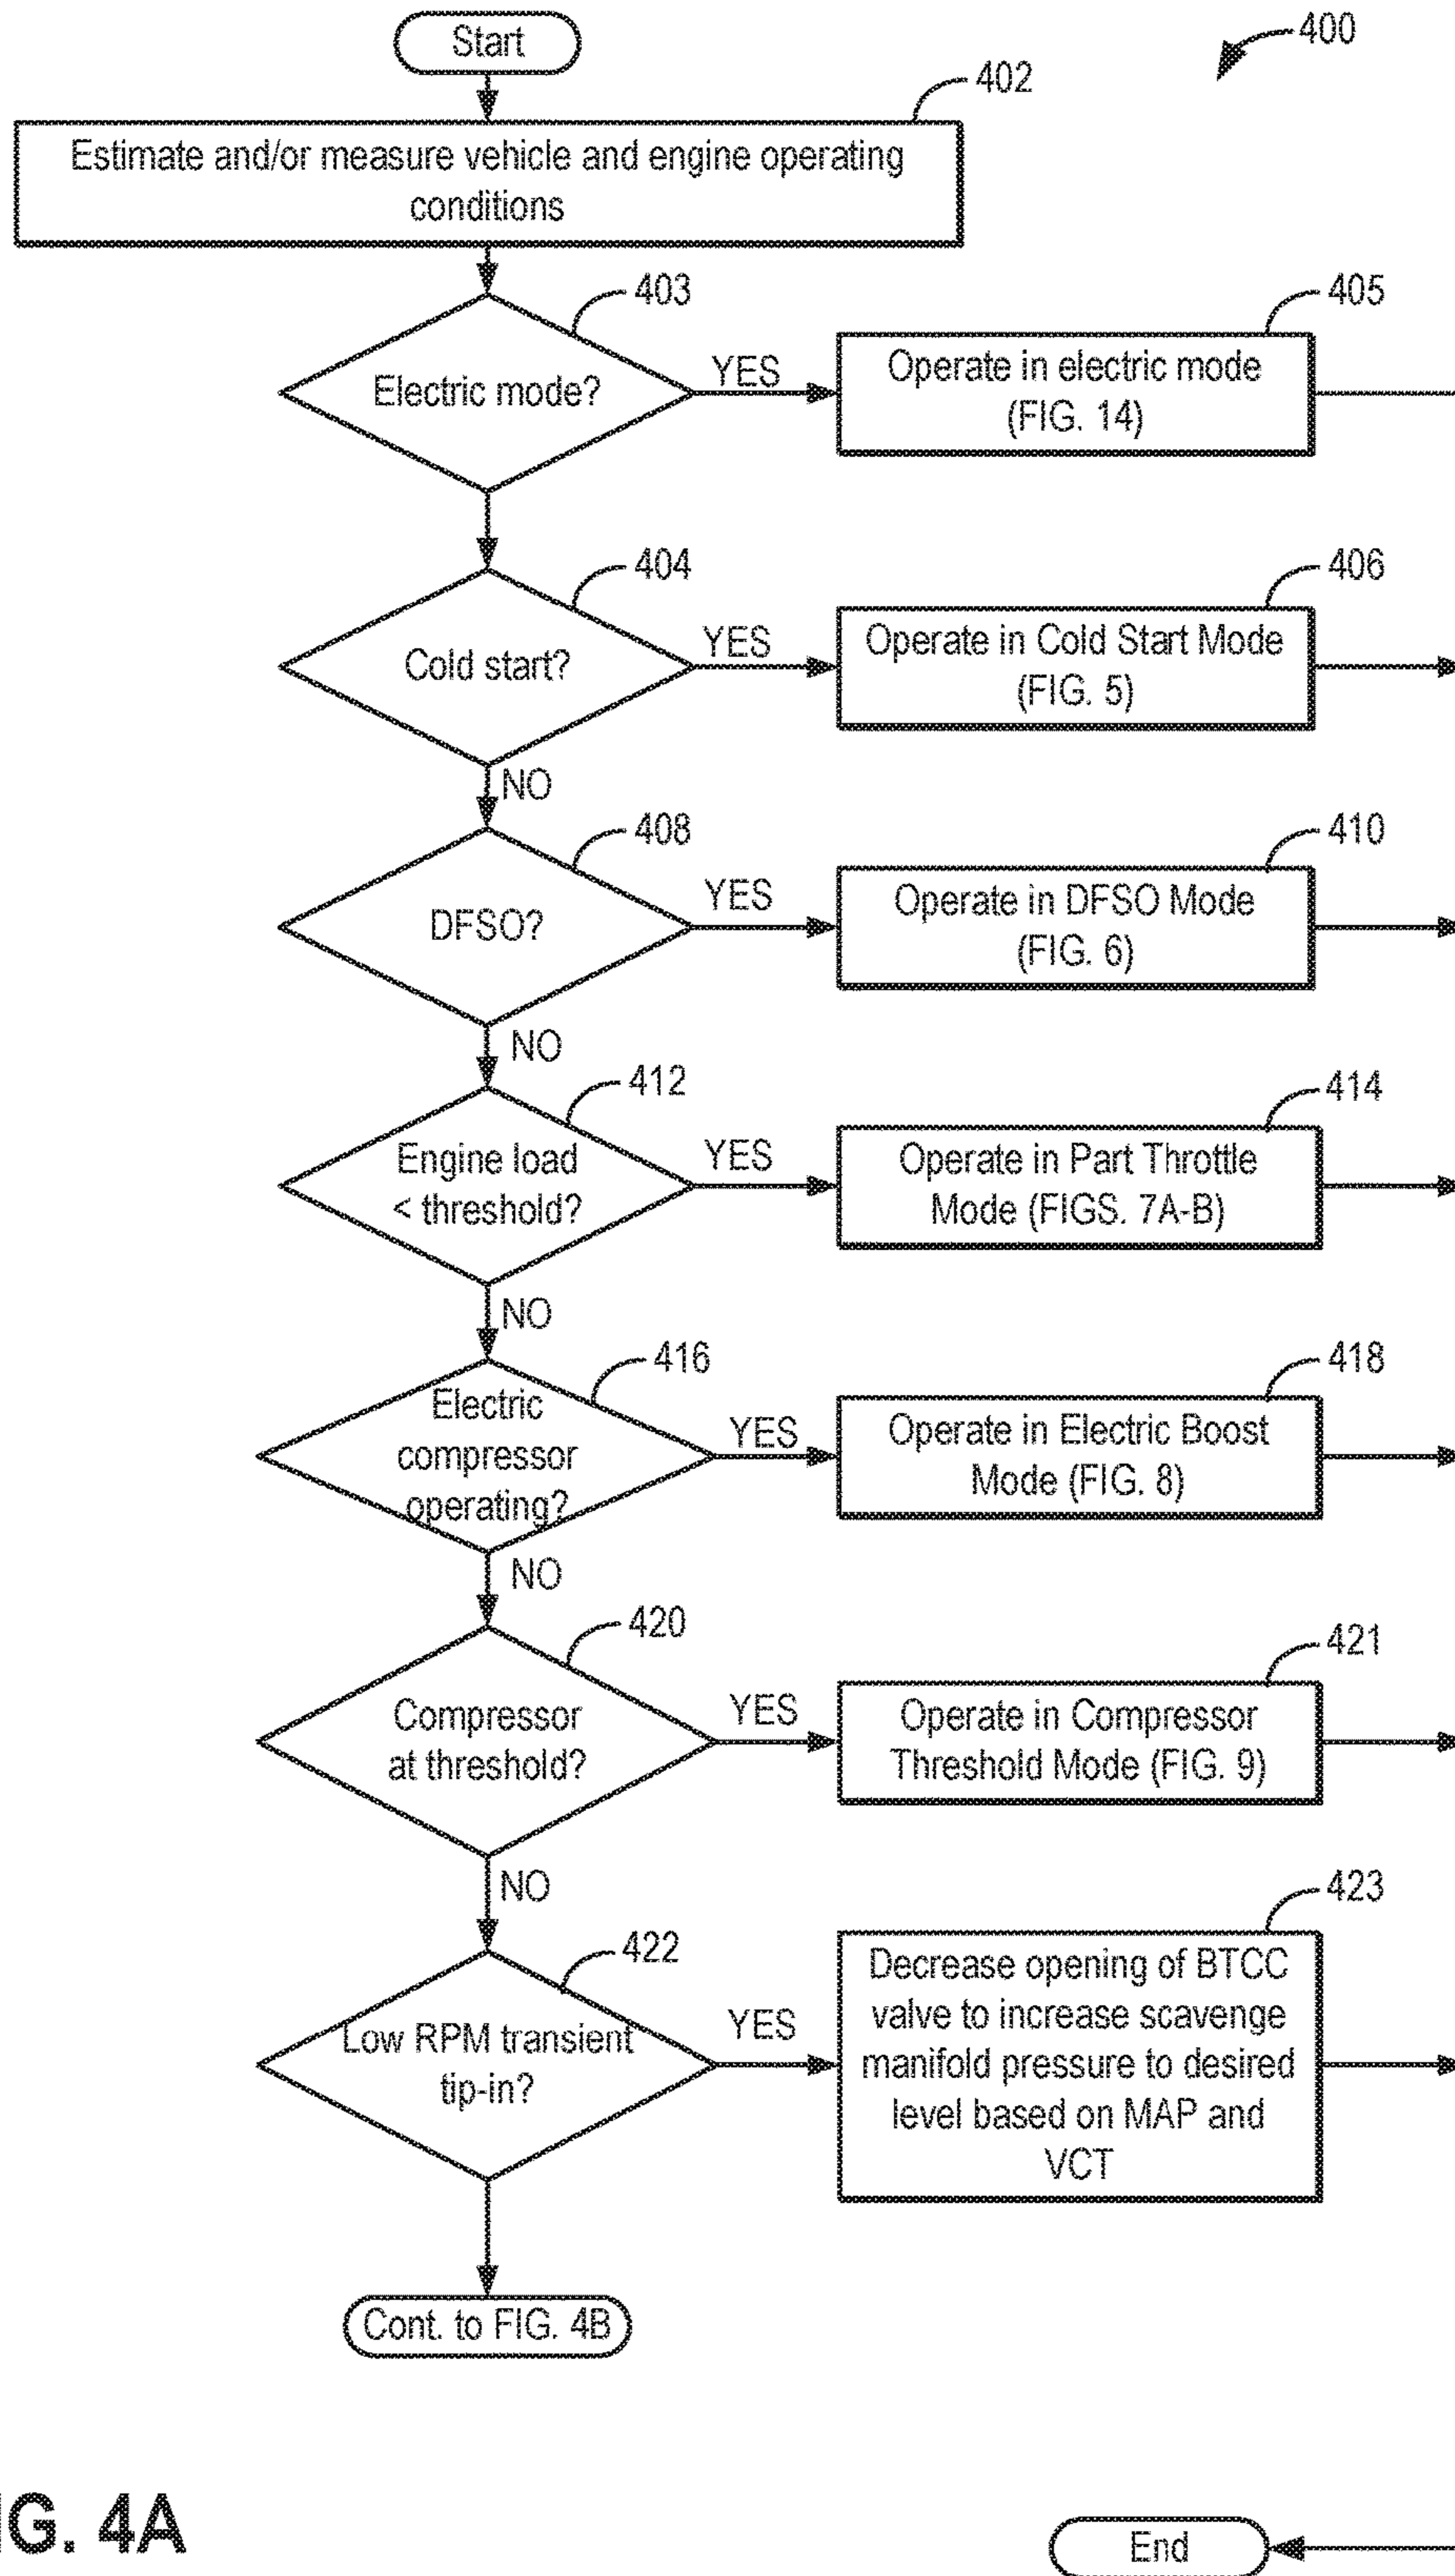 Start
400
402
Estimate and/or measure vehicle and engine operating
conditions
403
Electric mode?
YES
405
Operate in electric mode
(FIG. 14)
404
Cold start?
YES
406
Operate in Cold Start Mode
(FIG. 5)
NO
408
DFSO?
YES
410
Operate in DFSO Mode
(FIG. 6)
NO
412
Engine load
< threshold?
YES
414
Operate in Part Throttle
Mode (FIGS. 7A-B)
NO
416
Electric
compressor
operating?
YES
418
Operate in Electric Boost
Mode (FIG. 8)
NO
420
Compressor
at threshold?
YES
421
Operate in Compressor
Threshold Mode (FIG. 9)
NO
422
Low RPM transient
tip-in?
YES
423
Decrease opening of BTCC
valve to increase scavenge
manifold pressure to desired
level based on MAP and
VCT
Cont. to FIG. 4B
IG. 4A
End